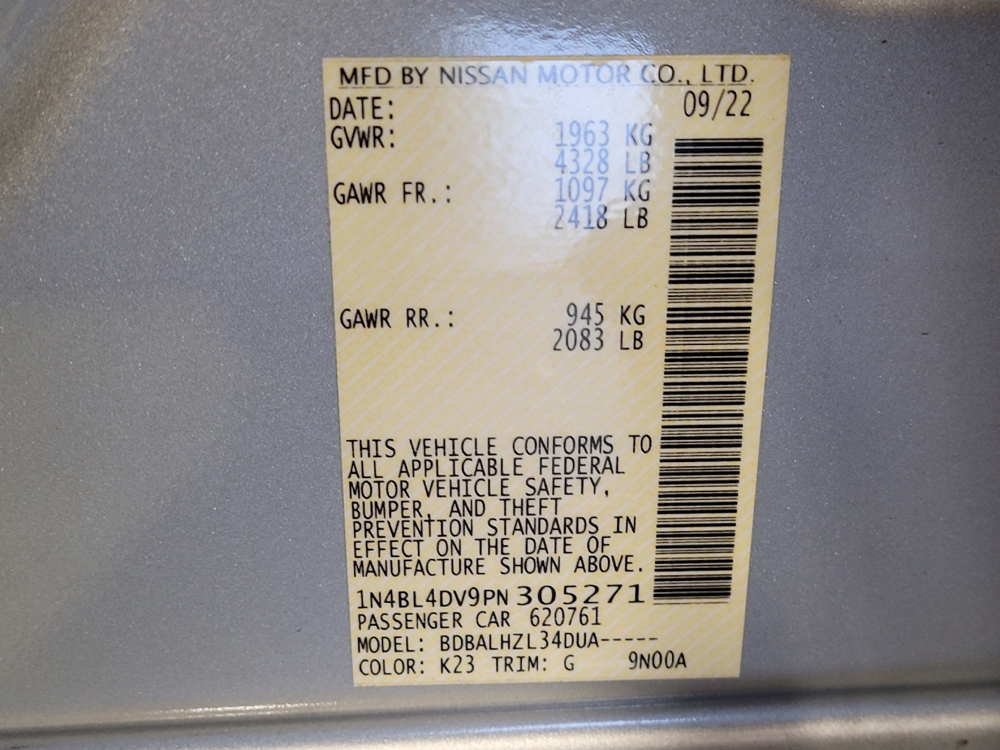 MFD BY NISSAN MOTOR CO., LTD.
DATE: 09/22
GVWR: 1963 KG
4328 LB
GAWR FR.: 1097 KG
2418 LB
GAWR RR.: 945 KG
2083 LB
THIS VEHICLE CONFORMS TO
ALL APPLICABLE FEDERAL
MOTOR VEHICLE SAFETY,
BUMPER, AND THEFT
PREVENTION STANDARDS IN
EFFECT ON THE DATE OF
MANUFACTURE SHOWN ABOVE.
1N4BL4DV9PN305271
PASSENGER CAR 620761
MODEL: BDBALHZL34DUA-----
COLOR: K23 TRIM: G 9N00A